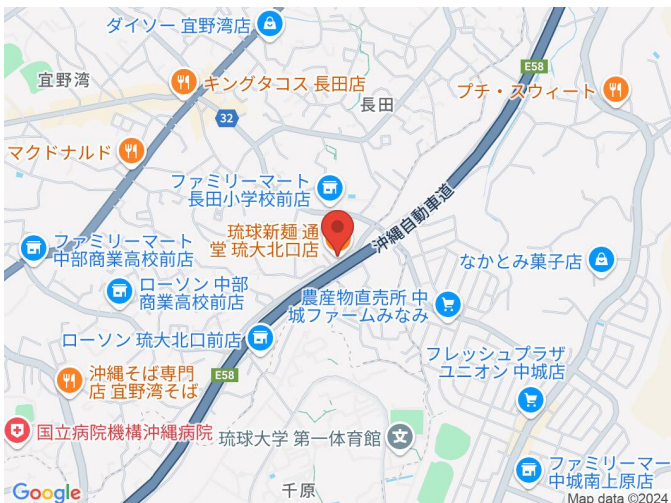 ダイソー 宜野湾店
E58
宜野湾
キングタコス 長田店
長田
プチ・スウィート
32
マクドナルド
ファミリーマート
長田小学校前店
沖縄自動車道
琉球新麺 通
堂 琉大北口店
ファミリーマート
中部商業高校前店
なかとみ菓子店
ローソン 中部
商業高校前店
農産物直売所 中
城ファームみなみ
ローソン 琉大北口前店
フレッシュプラザ
ユニオン 中城店
E58
沖縄そば専門
店 宜野湾そば
国立病院機構沖縄病院
琉球大学 第一体育館
ファミリーマー
中城南上原店
千原
Google
Map data ©2024